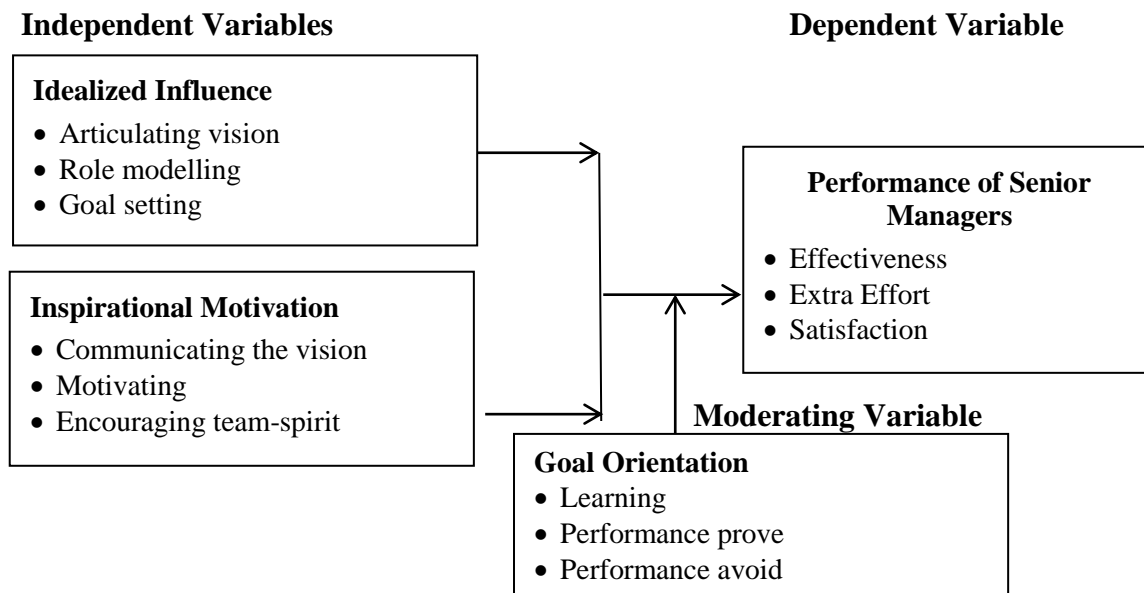 Independent Variables
Dependent Variable
Idealized Influence
• Articulating vision
• Role modelling
• Goal setting
Inspirational Motivation
• Communicating the vision
• Motivating
• Encouraging team-spirit
Performance of Senior
Managers
• Effectiveness
• Extra Effort
• Satisfaction
Moderating Variable
Goal Orientation
• Learning
• Performance prove
• Performance avoid